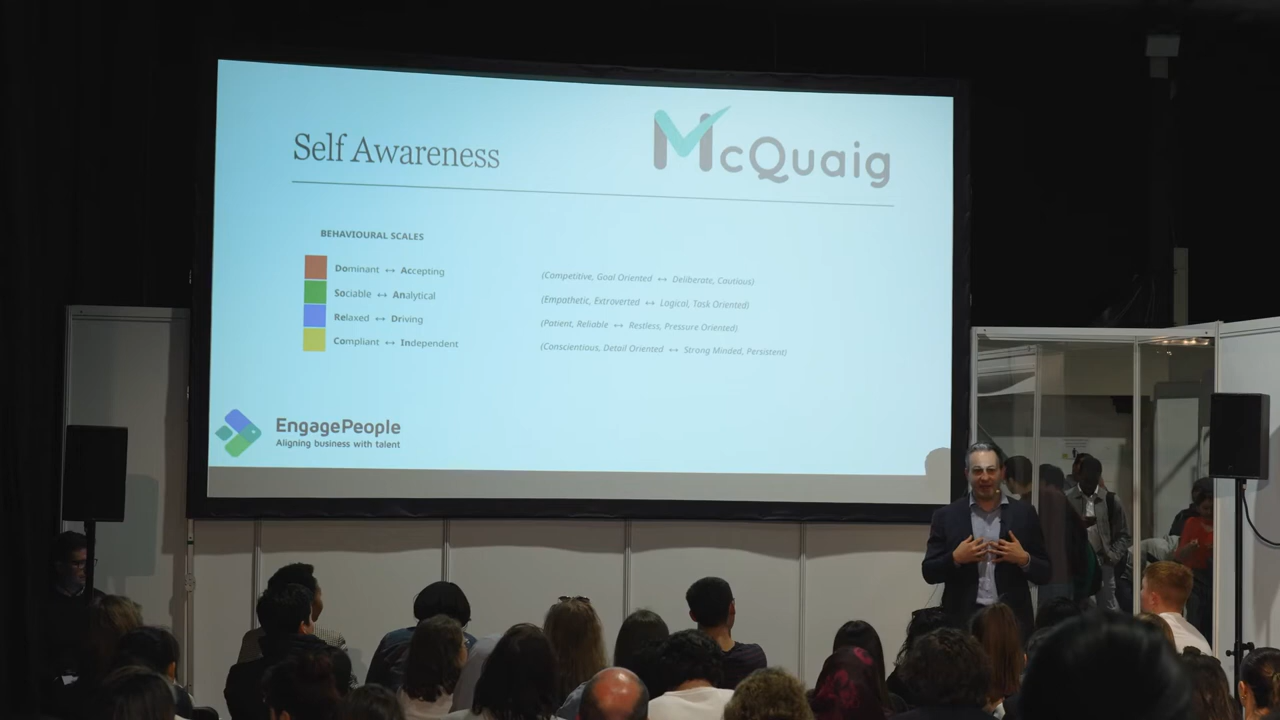 McQuaig
Self Awareness
BEHAVIOURAL SCALES
Dominant ↔ Accepting (Competitive, Goal Oriented ↔ Deliberate, Cautious)
Sociable ↔ Analytical (Empathetic, Extroverted ↔ Logical, Task Oriented)
Relaxed ↔ Driving (Patient, Reliable ↔ Restless, Pressure Oriented)
Compliant ↔ Independent (Conscientious, Detail Oriented ↔ Strong Minded, Persistent)
EngagePeople
Aligning business with talent